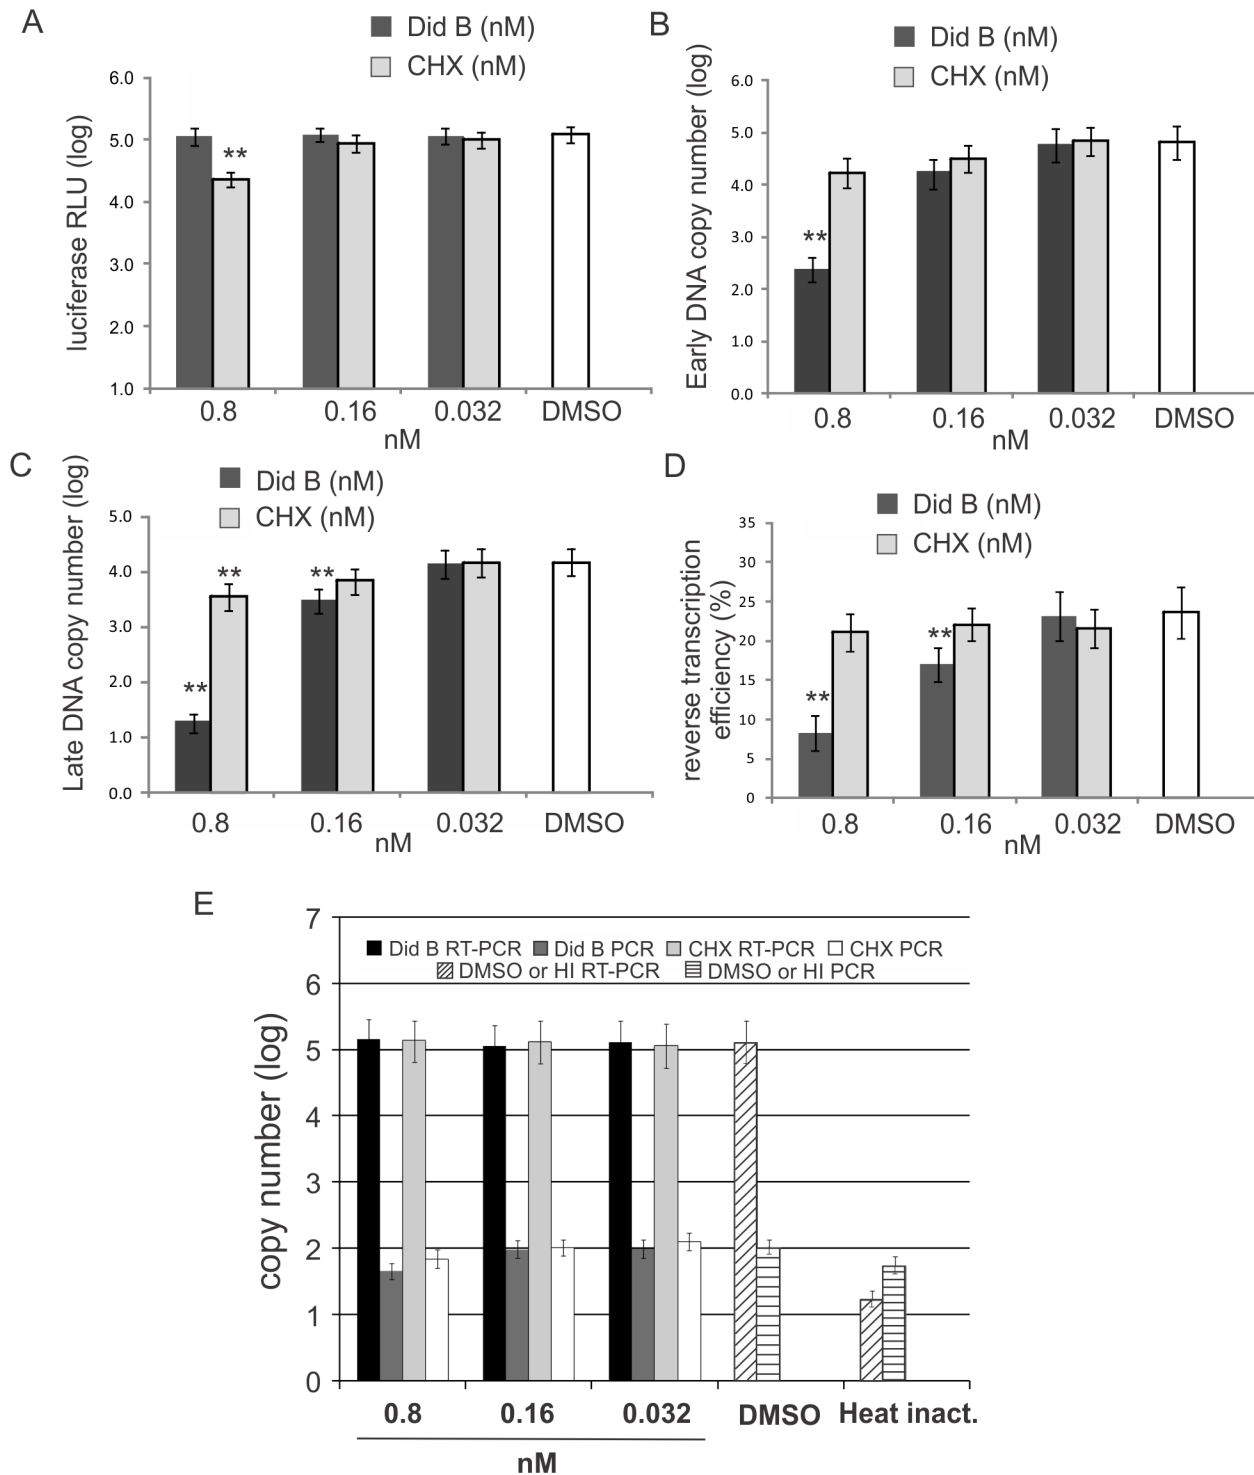 A
Did B (nM)
CHX (nM)
luciferase RLU (log)
6.0
5.0
4.0
3.0
2.0
1.0
**
0.8 0.16 0.032 DMSO
nM
B
Did B (nM)
CHX (nM)
Early DNA copy number (log)
6.0
5.0
4.0
3.0
2.0
1.0
0.0
**
0.8 0.16 0.032 DMSO
nM
C
Did B (nM)
CHX (nM)
Late DNA copy number (log)
5.0
4.0
3.0
2.0
1.0
0.0
** ** **
0.8 0.16 0.032 DMSO
nM
D
Did B (nM)
CHX (nM)
reverse transcription
efficiency (%)
35
30
25
20
15
10
5
0
** **
0.8 0.16 0.032 DMSO
nM
E
Did B RT-PCR Did B PCR CHX RT-PCR CHX PCR
DMSO or HI RT-PCR DMSO or HI PCR
copy number (log)
7
6
5
4
3
2
1
0
0.8 0.16 0.032 DMSO Heat inact.
nM